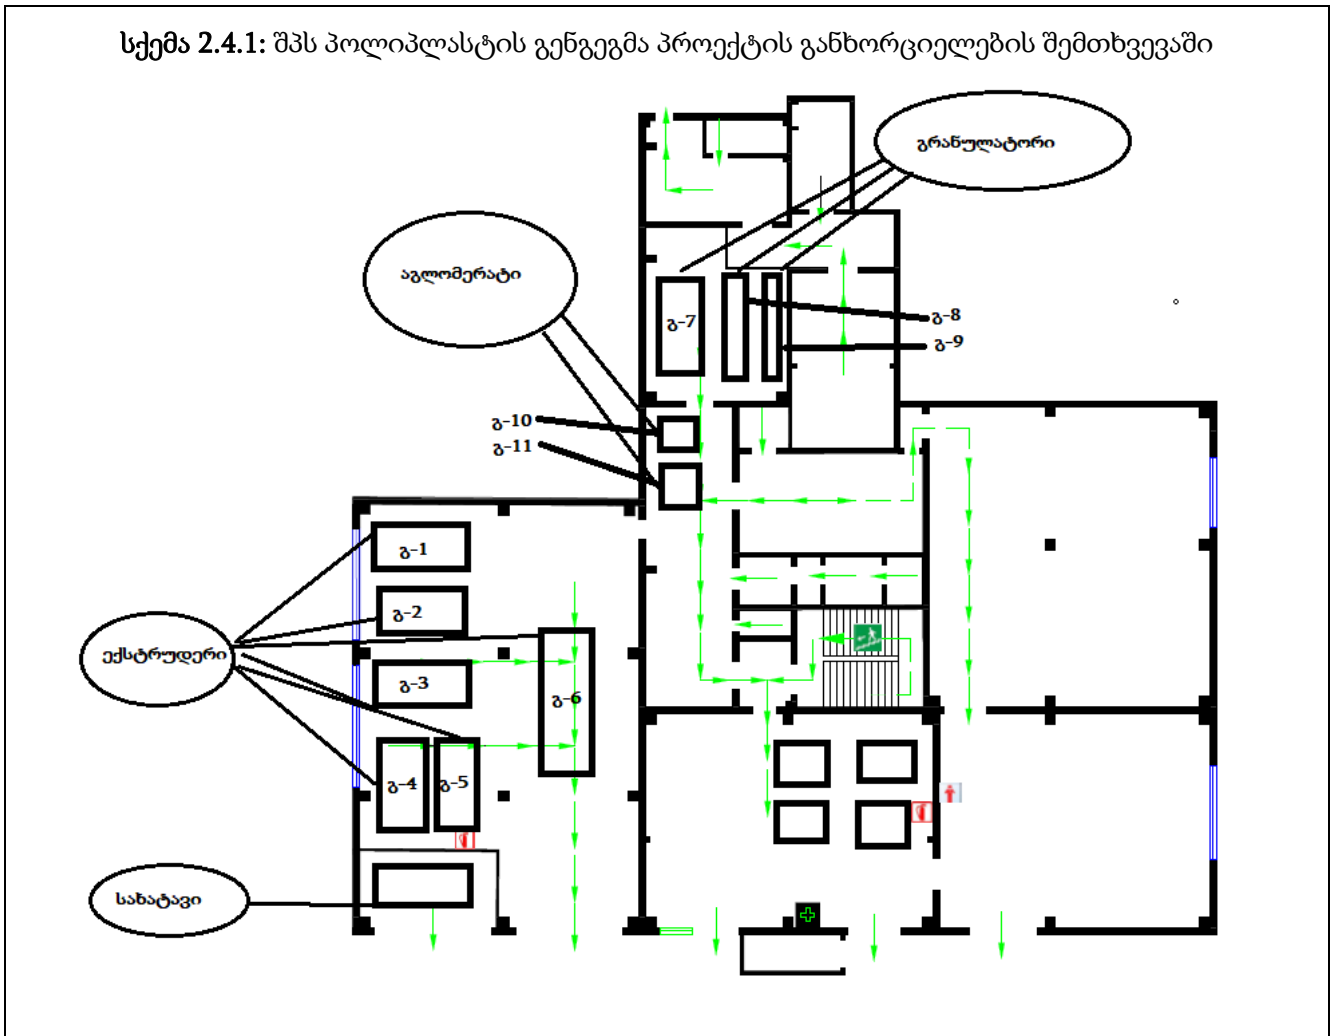 სქემა 2.4.1: შპს პოლიპლასტის გენგეგმა პროექტის განხორციელების შემთხვევაში
გრანულატორი
აგლომერატი
გ-7
გ-8
გ-9
გ-10
გ-11
გ-1
გ-2
ექსტრუდერი
გ-3
გ-6
გ-4
გ-5
სახატავი